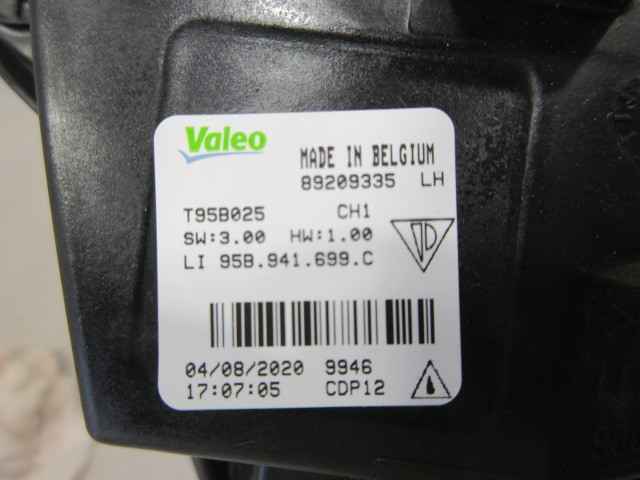 Valeo
MADE IN BELGIUM
89209335 LH
T95B025 CH1
SW:3.00 HW:1.00
LI 95B.941.699.C
04/08/2020 9946
17:07:05 CDP12